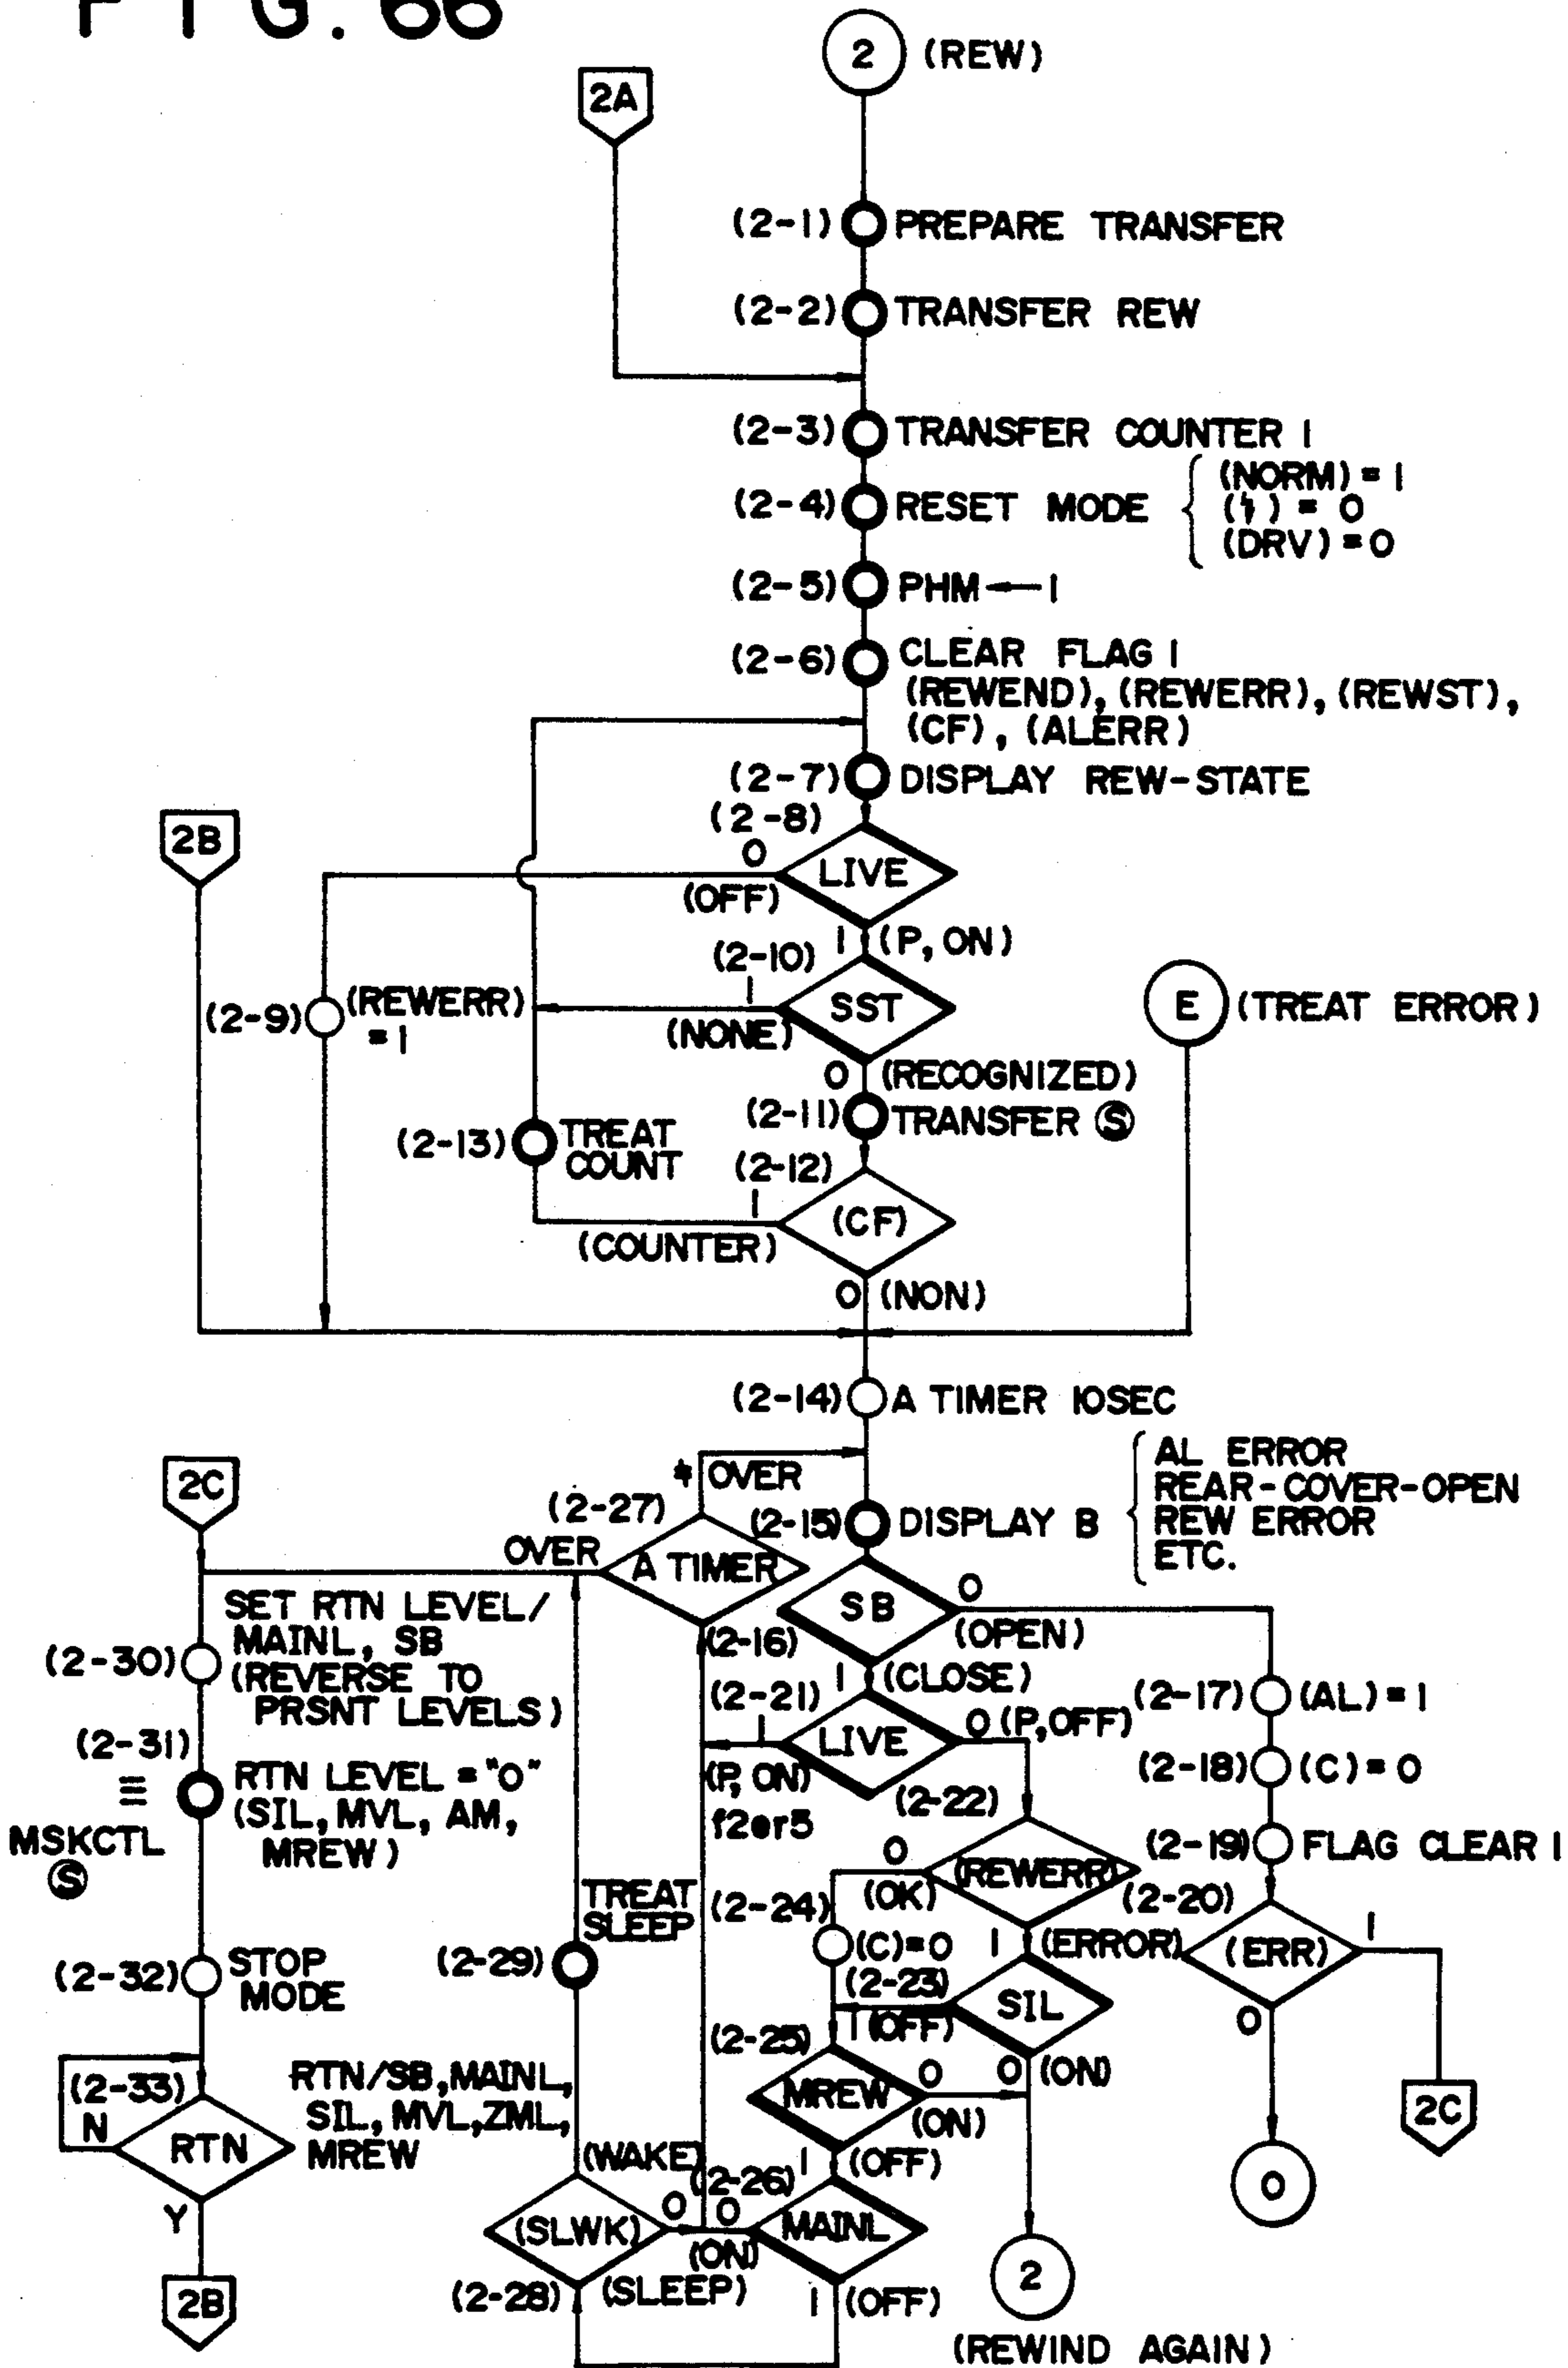 FIG. 66
2 (REW)
2A
(2-1) PREPARE TRANSFER
(2-2) TRANSFER REW
(2-3) TRANSFER COUNTER 1
(2-4) RESET MODE
(NORM) = 1
(ϟ) = 0
(DRV) = 0
(2-5) PHM ← 1
(2-6) CLEAR FLAG 1
(REWEND), (REWERR), (REWST),
(CF), (ALERR)
(2-7) DISPLAY REW-STATE
2B
(2-8)
0
LIVE
(OFF)
1 (P, ON)
(2-10)
1
SST
(NONE)
(2-9)
(REWERR)
= 1
E (TREAT ERROR)
0 (RECOGNIZED)
(2-11) TRANSFER Ⓢ
(2-13) TREAT
COUNT
(2-12)
1
(CF)
(COUNTER)
0 (NON)
(2-14) A TIMER 10SEC
2C
≠ OVER
(2-27)
OVER
A TIMER
(2-15) DISPLAY B
AL ERROR
REAR-COVER-OPEN
REW ERROR
ETC.
SB
0
(OPEN)
(2-16)
1 (CLOSE)
SET RTN LEVEL/
(2-30) MAINL, SB
(REVERSE TO
PRSNT LEVELS)
(2-21)
1
LIVE
0 (P, OFF)
(P, ON)
f2or5
(2-17) (AL) = 1
(2-18) (C) = 0
(2-19) FLAG CLEAR 1
(2-31)
≡
RTN LEVEL = "0"
(SIL, MVL, AM,
MREW)
MSKCTL
Ⓢ
(2-22)
0
(REWERR)
(OK)
1 (ERROR)
(2-20)
(ERR)
1
0
(2-24)
(C)=0
(2-23)
SIL
1 (OFF)
0 (ON)
TREAT
SLEEP
(2-29)
(2-32) STOP
MODE
(2-25)
MREW
0
(ON)
1 (OFF)
2C
(2-33)
N
RTN
Y
RTN/SB, MAINL,
SIL, MVL, ZML,
MREW
(WAKE)
0
(SLWK)
(2-28)
(SLEEP)
(2-26)
0
(ON)
MAINL
1 (OFF)
0
2
(REWIND AGAIN)
2B